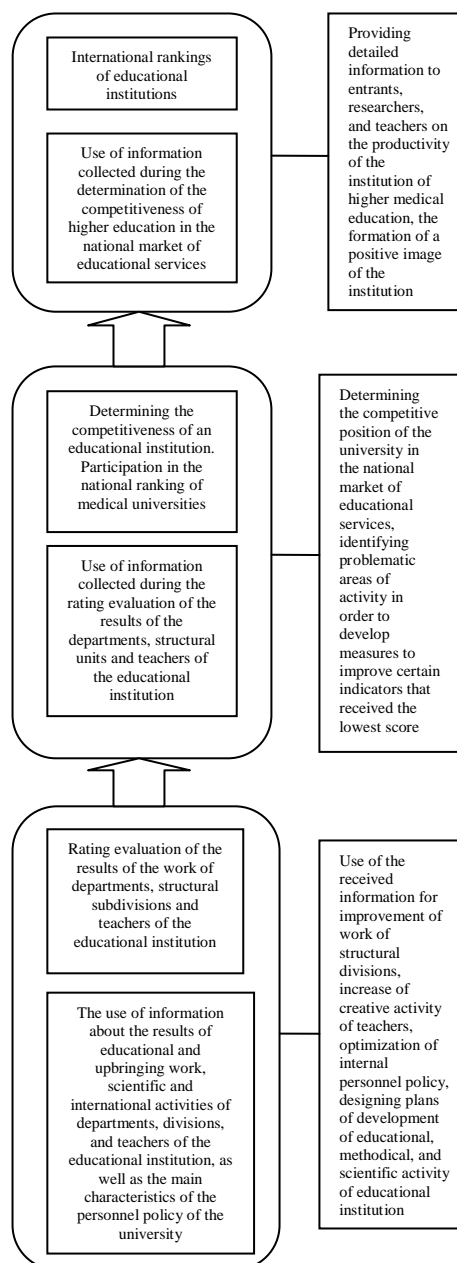 International rankings
of educational
institutions
Use of information
collected during the
determination of the
competitiveness of
higher education in the
national market of
educational services
Providing
detailed
information to
entrants,
researchers,
and teachers on
the productivity
of the
institution of
higher medical
education, the
formation of a
positive image
of the
institution
Determining the
competitiveness of an
educational institution.
Participation in the
national ranking of
medical universities
Use of information
collected during the
rating evaluation of the
results of the
departments, structural
units and teachers of
the educational
institution
Determining
the competitive
position of the
university in
the national
market of
educational
services,
identifying
problematic
areas of
activity in
order to
develop
measures to
improve certain
indicators that
received the
lowest score
Rating evaluation of the
results of the work of
departments, structural
subdivisions and
teachers of the
educational institution
The use of information
about the results of
educational and
upbringing work,
scientific and
international activities of
departments, divisions,
and teachers of the
educational institution, as
well as the main
characteristics of the
personnel policy of the
university
Use of the
received
information for
improvement of
work of
structural
divisions,
increase of
creative activity
of teachers,
optimization of
internal
personnel policy,
designing plans
of development
of educational,
methodical, and
scientific activity
of educational
institution